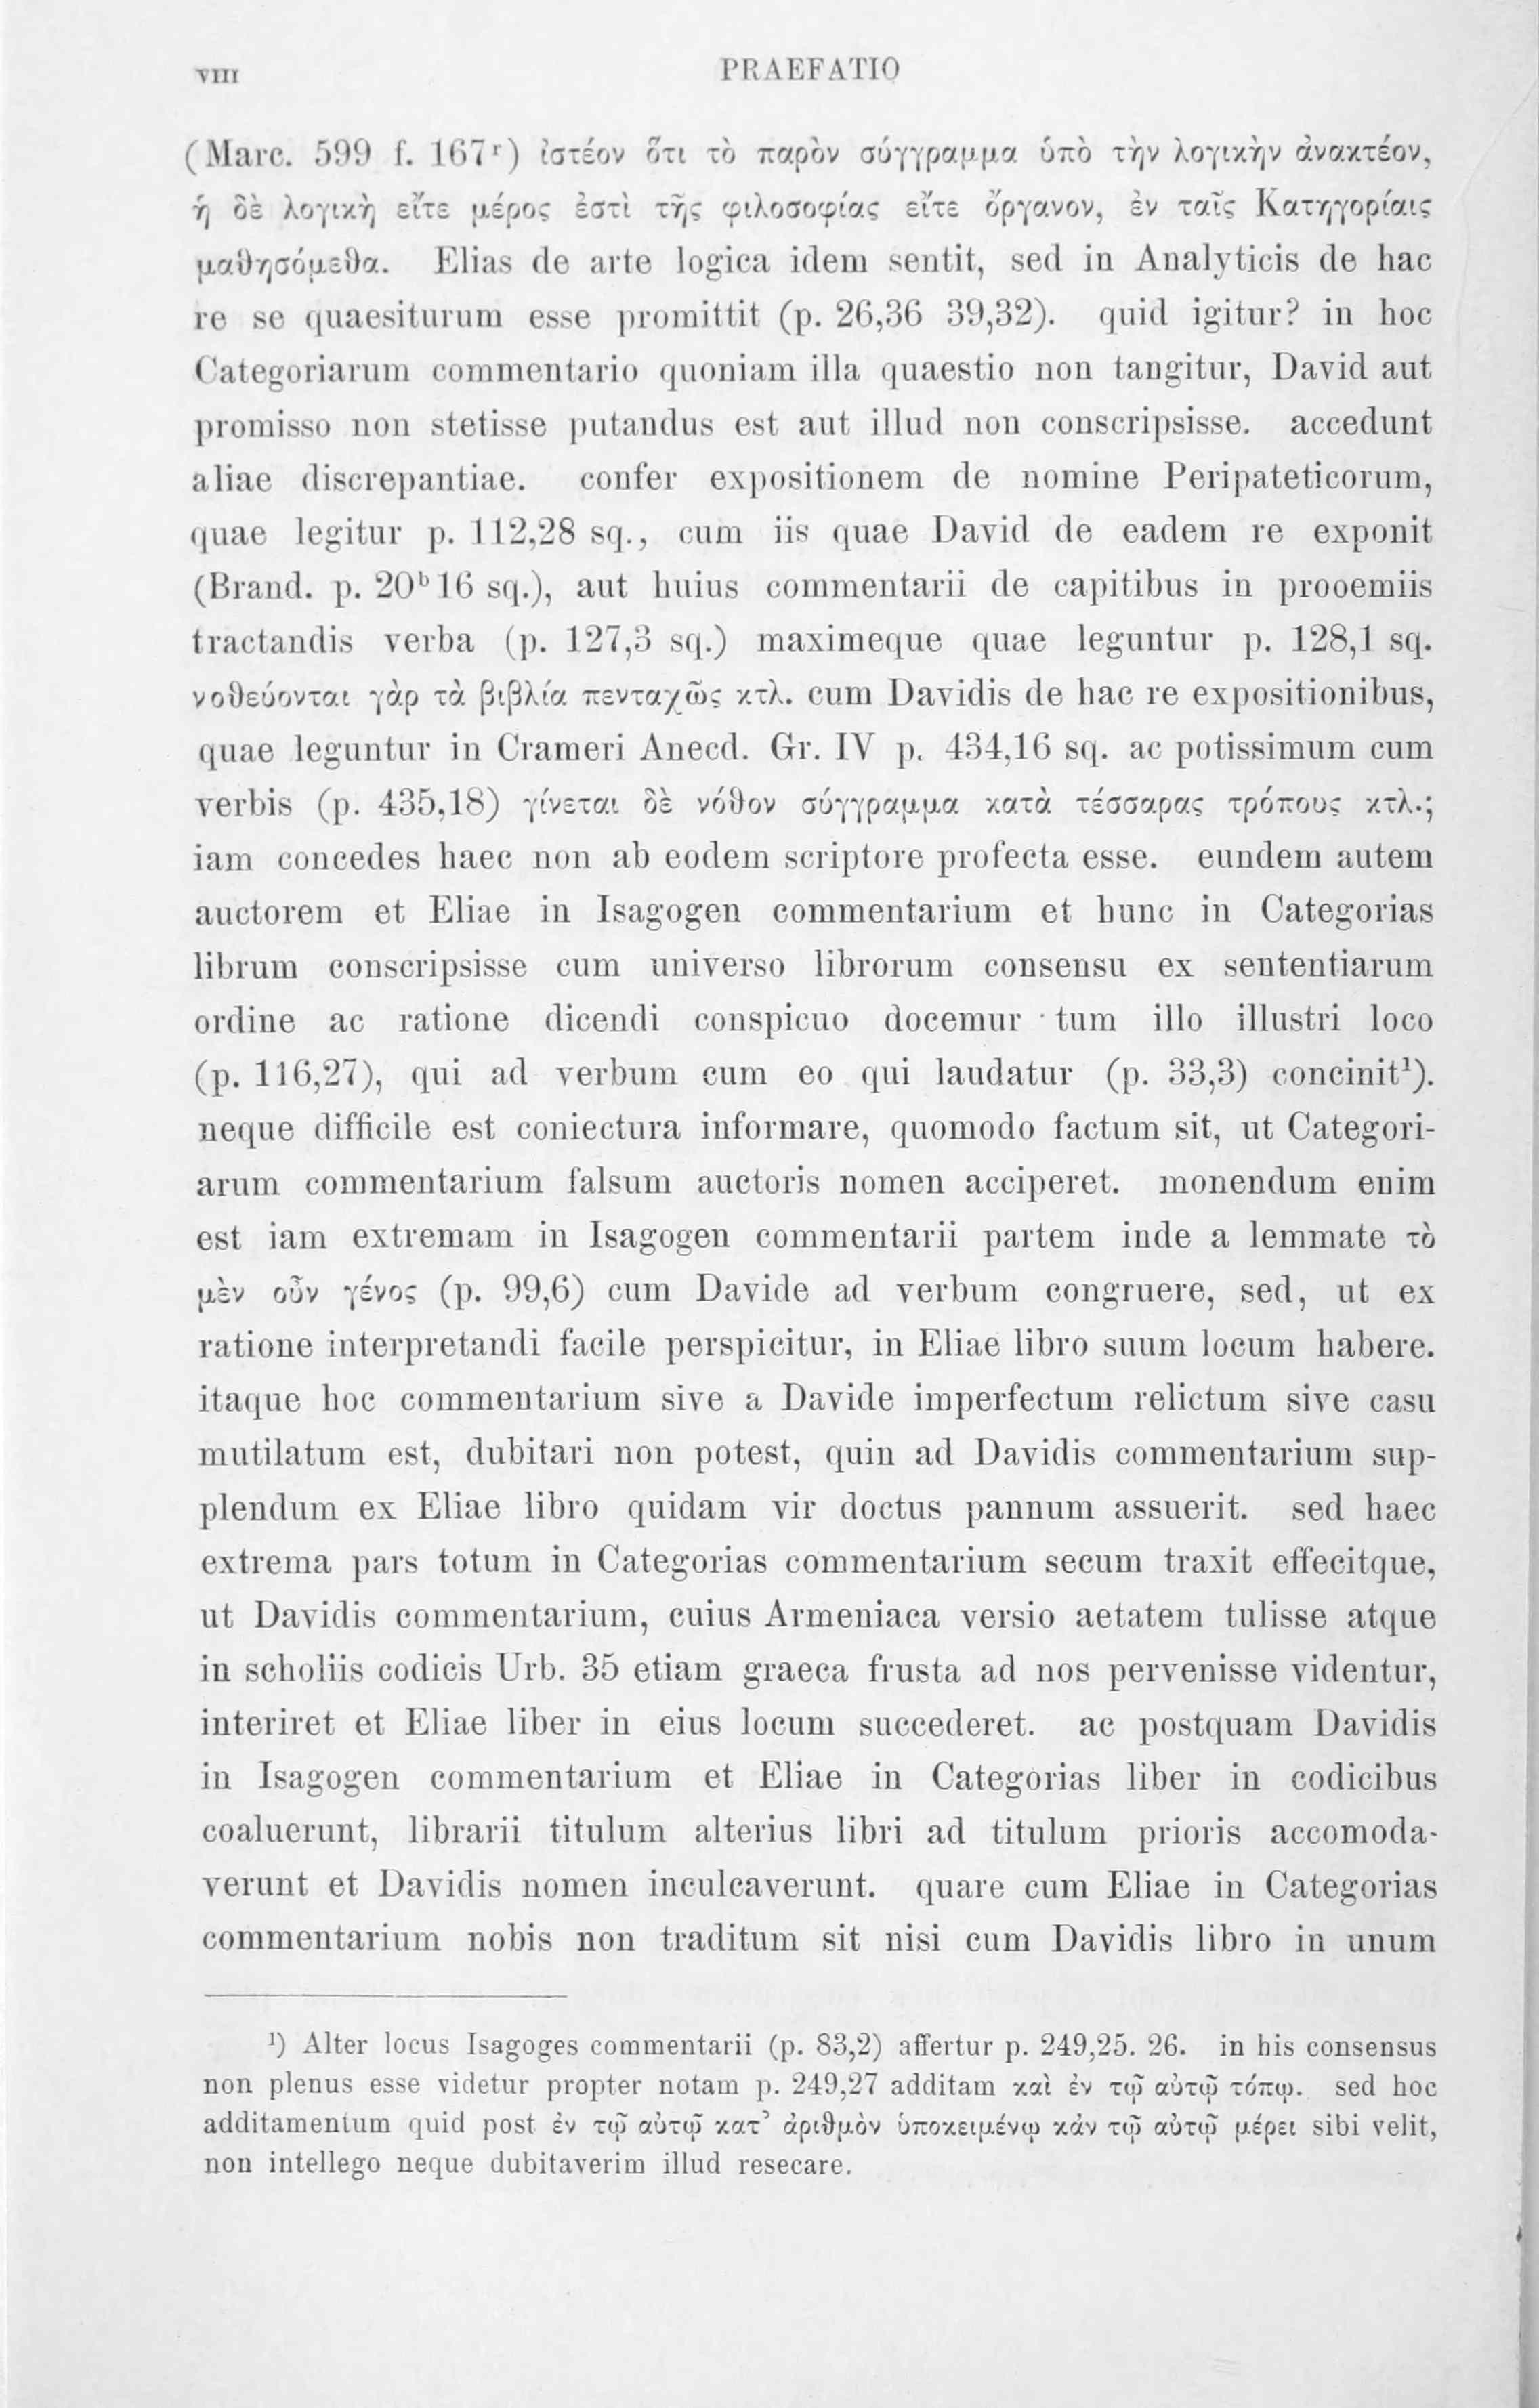 VIII
PRAEFATIO
(Marc. 599 f. 167ʳ) ἰστέον ὅτι τὸ παρὸν σύγγραμμα ὑπὸ τὴν λογικὴν ἀνακτέον,
ἡ δὲ λογικὴ εἴτε μέρος ἐστὶ τῆς φιλοσοφίας εἴτε ὄργανον, ἐν ταῖς Κατηγορίαις
μαθησόμεθα. Elias de arte logica idem sentit, sed in Analyticis de hac
re se quaesiturum esse promittit (p. 26,36 39,32). quid igitur? in hoc
Categoriarum commentario quoniam illa quaestio non tangitur, David aut
promisso non stetisse putandus est aut illud non conscripsisse. accedunt
aliae discrepantiae. confer expositionem de nomine Peripateticorum,
quae legitur p. 112,28 sq., cum iis quae David de eadem re exponit
(Brand. p. 20ᵇ16 sq.), aut huius commentarii de capitibus in prooemiis
tractandis verba (p. 127,3 sq.) maximeque quae leguntur p. 128,1 sq.
νοθεύονται γὰρ τὰ βιβλία πενταχῶς κτλ. cum Davidis de hac re expositionibus,
quae leguntur in Crameri Anecd. Gr. IV p. 434,16 sq. ac potissimum cum
verbis (p. 435,18) γίνεται δὲ νόθον σύγγραμμα κατὰ τέσσαρας τρόπους κτλ.;
iam concedes haec non ab eodem scriptore profecta esse. eundem autem
auctorem et Eliae in Isagogen commentarium et hunc in Categorias
librum conscripsisse cum universo librorum consensu ex sententiarum
ordine ac ratione dicendi conspicuo docemur tum illo illustri loco
(p. 116,27), qui ad verbum cum eo qui laudatur (p. 33,3) concinit¹).
neque difficile est coniectura informare, quomodo factum sit, ut Categori-
arum commentarium falsum auctoris nomen acciperet. monendum enim
est iam extremam in Isagogen commentarii partem inde a lemmate τὸ
μὲν οὖν γένος (p. 99,6) cum Davide ad verbum congruere, sed, ut ex
ratione interpretandi facile perspicitur, in Eliae libro suum locum habere.
itaque hoc commentarium sive a Davide imperfectum relictum sive casu
mutilatum est, dubitari non potest, quin ad Davidis commentarium sup-
plendum ex Eliae libro quidam vir doctus pannum assuerit. sed haec
extrema pars totum in Categorias commentarium secum traxit effecitque,
ut Davidis commentarium, cuius Armeniaca versio aetatem tulisse atque
in scholiis codicis Urb. 35 etiam graeca frusta ad nos pervenisse videntur,
interiret et Eliae liber in eius locum succederet. ac postquam Davidis
in Isagogen commentarium et Eliae in Categorias liber in codicibus
coaluerunt, librarii titulum alterius libri ad titulum prioris accomoda-
verunt et Davidis nomen inculcaverunt. quare cum Eliae in Categorias
commentarium nobis non traditum sit nisi cum Davidis libro in unum
¹) Alter locus Isagoges commentarii (p. 83,2) affertur p. 249,25. 26. in his consensus
non plenus esse videtur propter notam p. 249,27 additam καὶ ἐν τῷ αὐτῷ τόπῳ. sed hoc
additamentum quid post ἐν τῷ αὐτῷ κατ᾽ ἀριθμὸν ὑποκειμένῳ κἀν τῷ αὐτῷ μέρει sibi velit,
non intellego neque dubitaverim illud resecare.